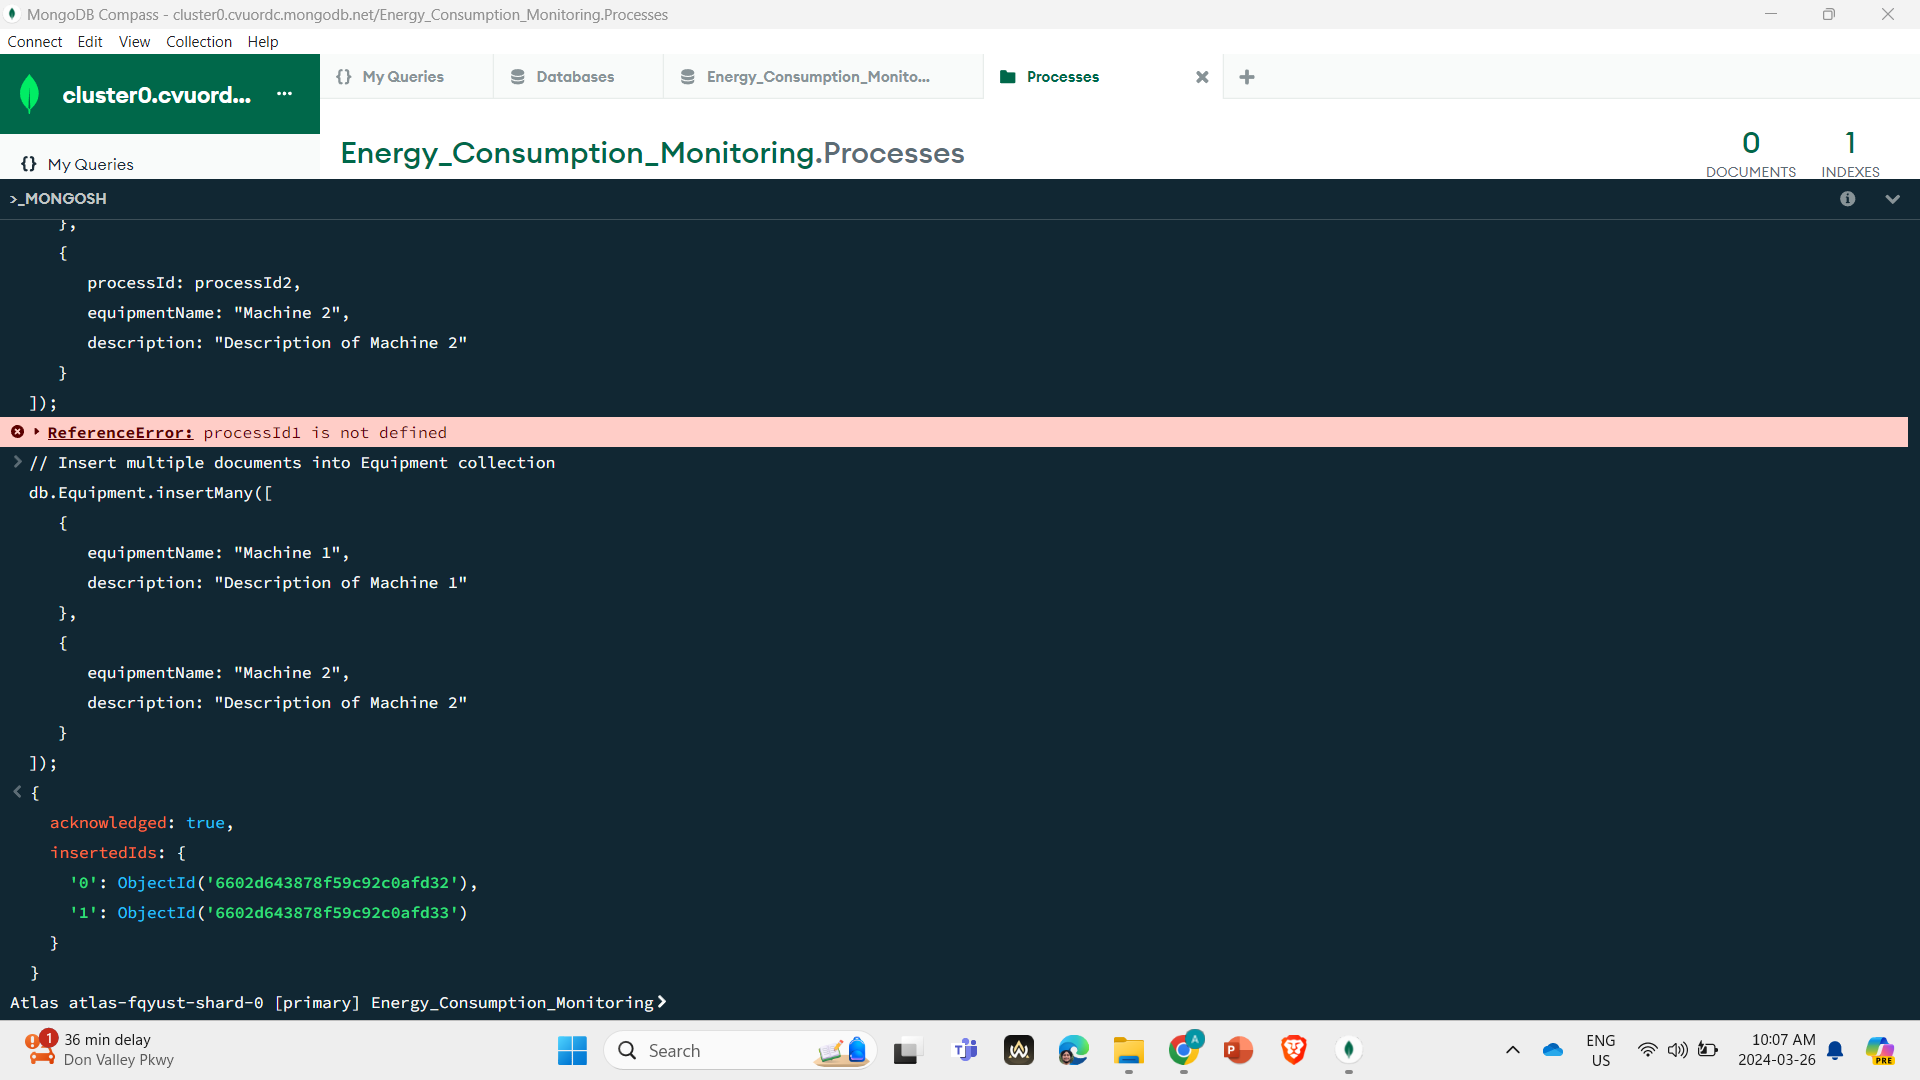 MongoDB Compass - cluster0.cvuordc.mongodb.net/Energy_Consumption_Monitoring.Processes
Connect Edit View Collection Help
cluster0.cvuord... ...
{} My Queries
Databases
Energy_Consumption_Monito...
Processes
{} My Queries
Energy_Consumption_Monitoring.Processes
0
DOCUMENTS
1
INDEXES
>_MONGOSH
},
{
processId: processId2,
equipmentName: "Machine 2",
description: "Description of Machine 2"
}
]);
ReferenceError: processId1 is not defined
> // Insert multiple documents into Equipment collection
db.Equipment.insertMany([
{
equipmentName: "Machine 1",
description: "Description of Machine 1"
},
{
equipmentName: "Machine 2",
description: "Description of Machine 2"
}
]);
< {
acknowledged: true,
insertedIds: {
'0': ObjectId('6602d643878f59c92c0afd32'),
'1': ObjectId('6602d643878f59c92c0afd33')
}
}
Atlas atlas-fqyust-shard-0 [primary] Energy_Consumption_Monitoring>
1
36 min delay
Don Valley Pkwy
Search
A
ENG
US
10:07 AM
2024-03-26
PRE